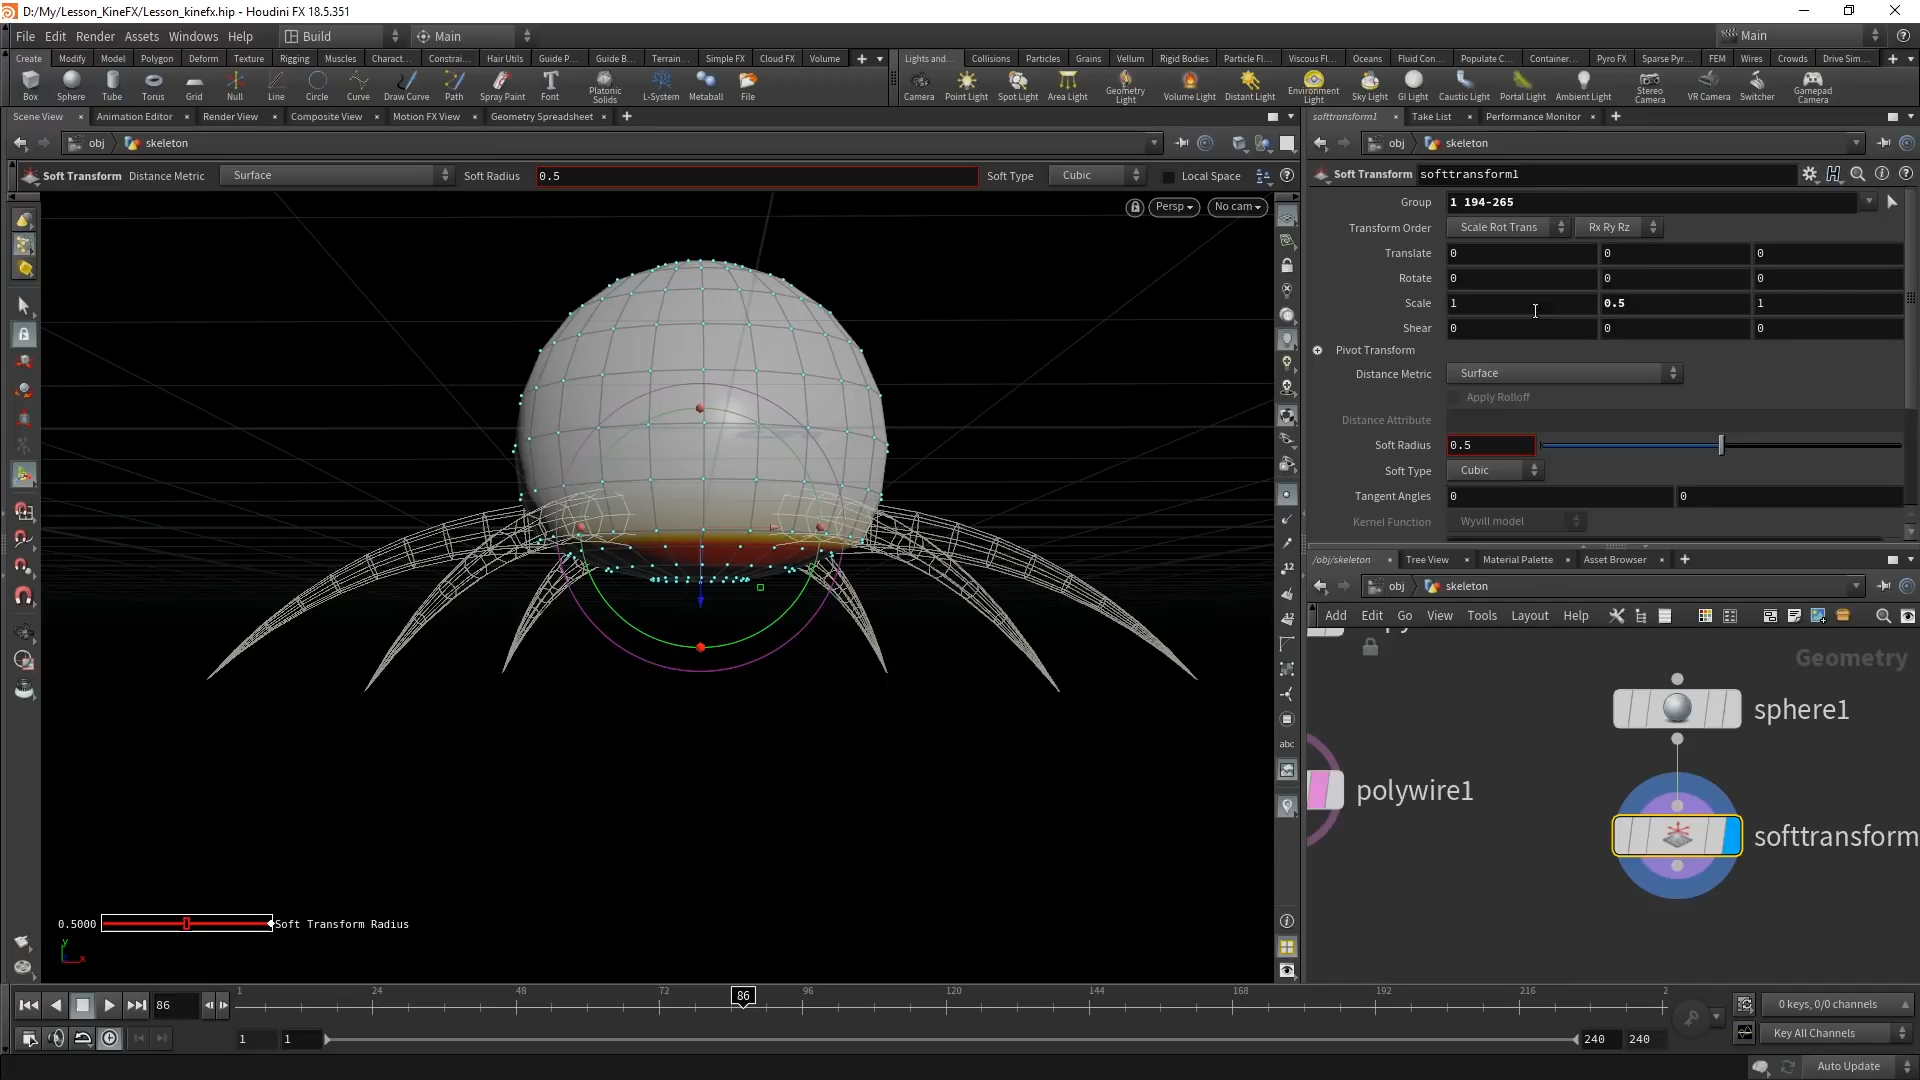 D:/My/Lesson_KineFX/Lesson_kinefx.hip - Houdini FX 18.5.351
File Edit Render Assets Windows Help Build Main Main
Create Modify Model Polygon Deform Texture Rigging Muscles Charact... Constrai... Hair Utils Guide P... Guide B... Terrain... Simple FX Cloud FX Volume
Lights and... Collisions Particles Grains Vellum Rigid Bodies Particle Fl... Viscous Fl... Oceans Fluid Con... Populate C... Container... Pyro FX Sparse Pyr... FEM Wires Crowds Drive Sim...
Box Sphere Tube Torus Grid Null Line Circle Curve Draw Curve Path Spray Paint Font Platonic Solids L-System Metaball File
Camera Point Light Spot Light Area Light Geometry Light Volume Light Distant Light Environment Light Sky Light GI Light Caustic Light Portal Light Ambient Light Stereo Camera VR Camera Switcher Gamepad Camera
Scene View Animation Editor Render View Composite View Motion FX View Geometry Spreadsheet
softtransform1 Take List Performance Monitor
obj skeleton
obj skeleton
Soft Transform Distance Metric Surface Soft Radius 0.5 Soft Type Cubic Local Space
Persp No cam
Soft Transform softtransform1
Group 1 194-265
Transform Order Scale Rot Trans Rx Ry Rz
Translate 0 0 0
Rotate 0 0 0
Scale 1 0.5 1
Shear 0 0 0
Pivot Transform
Distance Metric Surface
Apply Rolloff
Distance Attribute
Soft Radius 0.5
Soft Type Cubic
Tangent Angles 0 0
Kernel Function Wyvill model
/obj/skeleton Tree View Material Palette Asset Browser
obj skeleton
Add Edit Go View Tools Layout Help
Geometry
sphere1
polywire1
softtransform
12
abc
0.5000 Soft Transform Radius
y
x
86 1 24 48 72 86 96 120 144 168 192 216 2
0 keys, 0/0 channels
1 1 240 240 Key All Channels
Auto Update